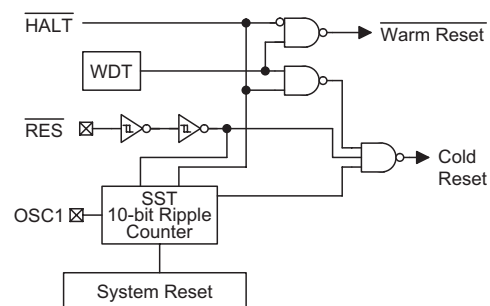 HALT
Warm Reset
WDT
RES
Cold
Reset
SST
10-bit Ripple
Counter
OSC1
System Reset